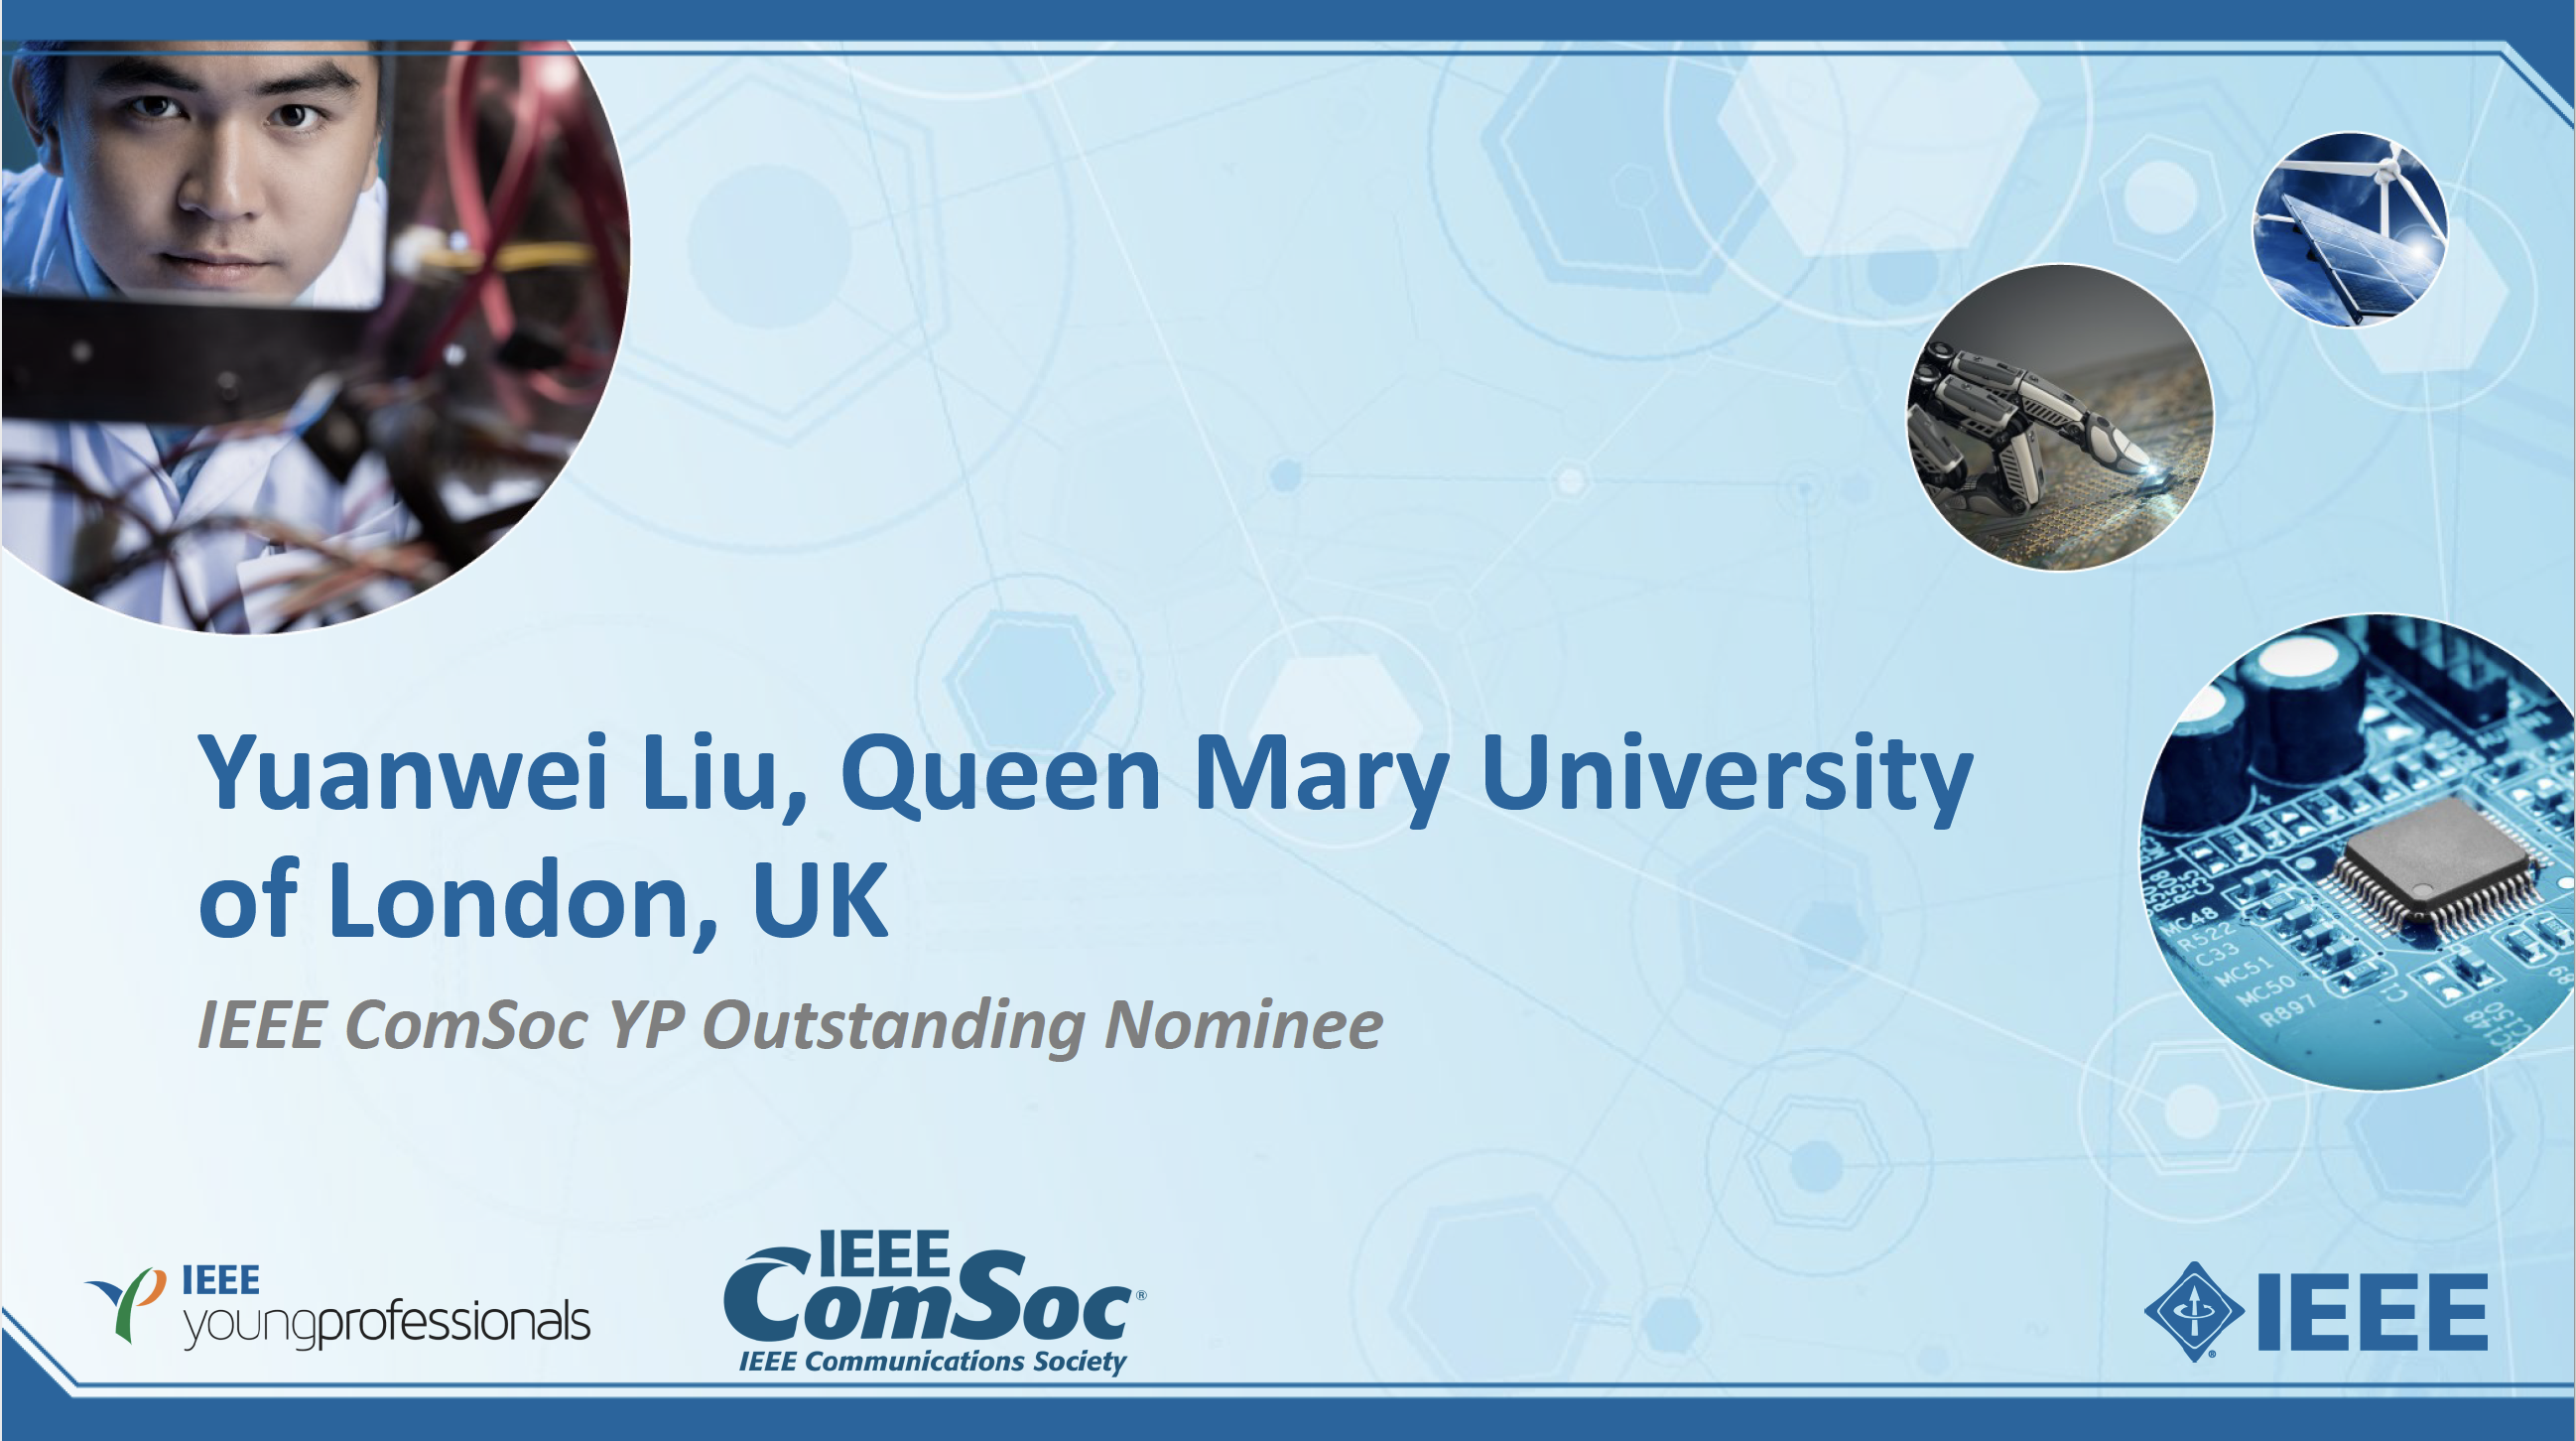 Yuanwei Liu, Queen Mary University
of London, UK
IEEE ComSoc YP Outstanding Nominee
MC48
R522
C33
MC51
MC50
R897
IEEE
youngprofessionals
IEEE
ComSoc®
IEEE Communications Society
IEEE